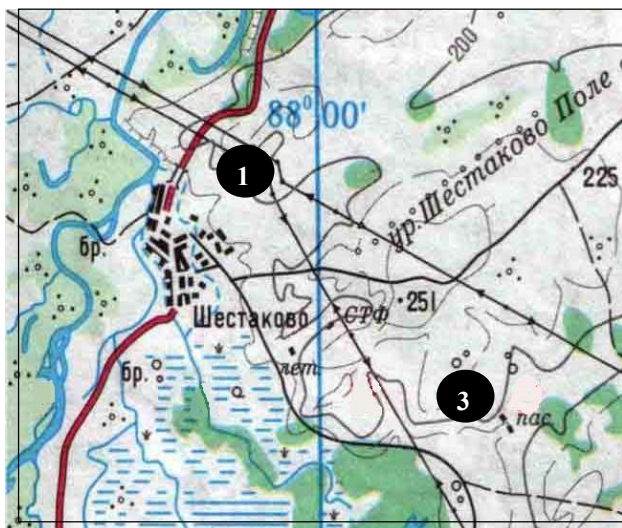 200
88°00'
1
ур. Шестаково Поле
225
бр.
Шестаково
251
СТФ
лет.
бр.
3
пас.